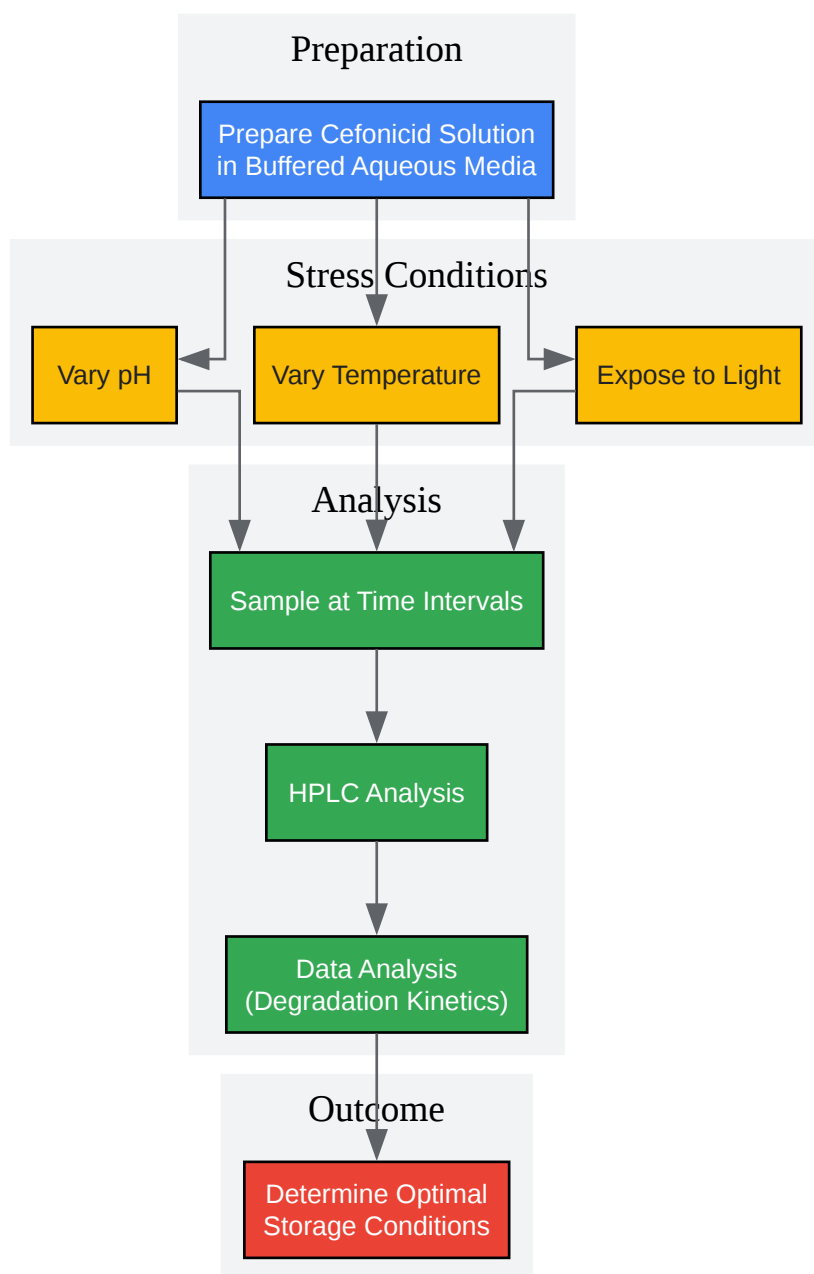 Preparation
Prepare Cefonicid Solution
in Buffered Aqueous Media
Stress Conditions
Vary pH
Vary Temperature
Expose to Light
Analysis
Sample at Time Intervals
HPLC Analysis
Data Analysis
(Degradation Kinetics)
Outcome
Determine Optimal
Storage Conditions